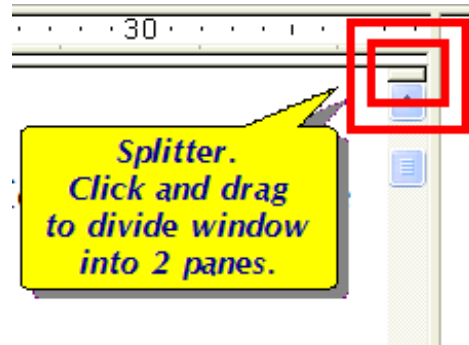 30
Splitter.
Click and drag
to divide window
into 2 panes.